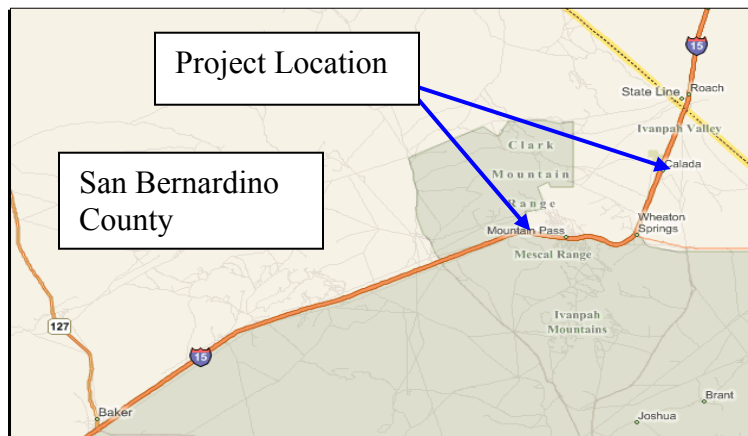 Project Location
San Bernardino
County
15
Roach
State Line
Ivanpah Valley
Clark
Mountain
Range
Calada
Mountain Pass
Wheaton
Springs
Mescal Range
127
Ivanpah
Mountains
15
Baker
Brant
Joshua